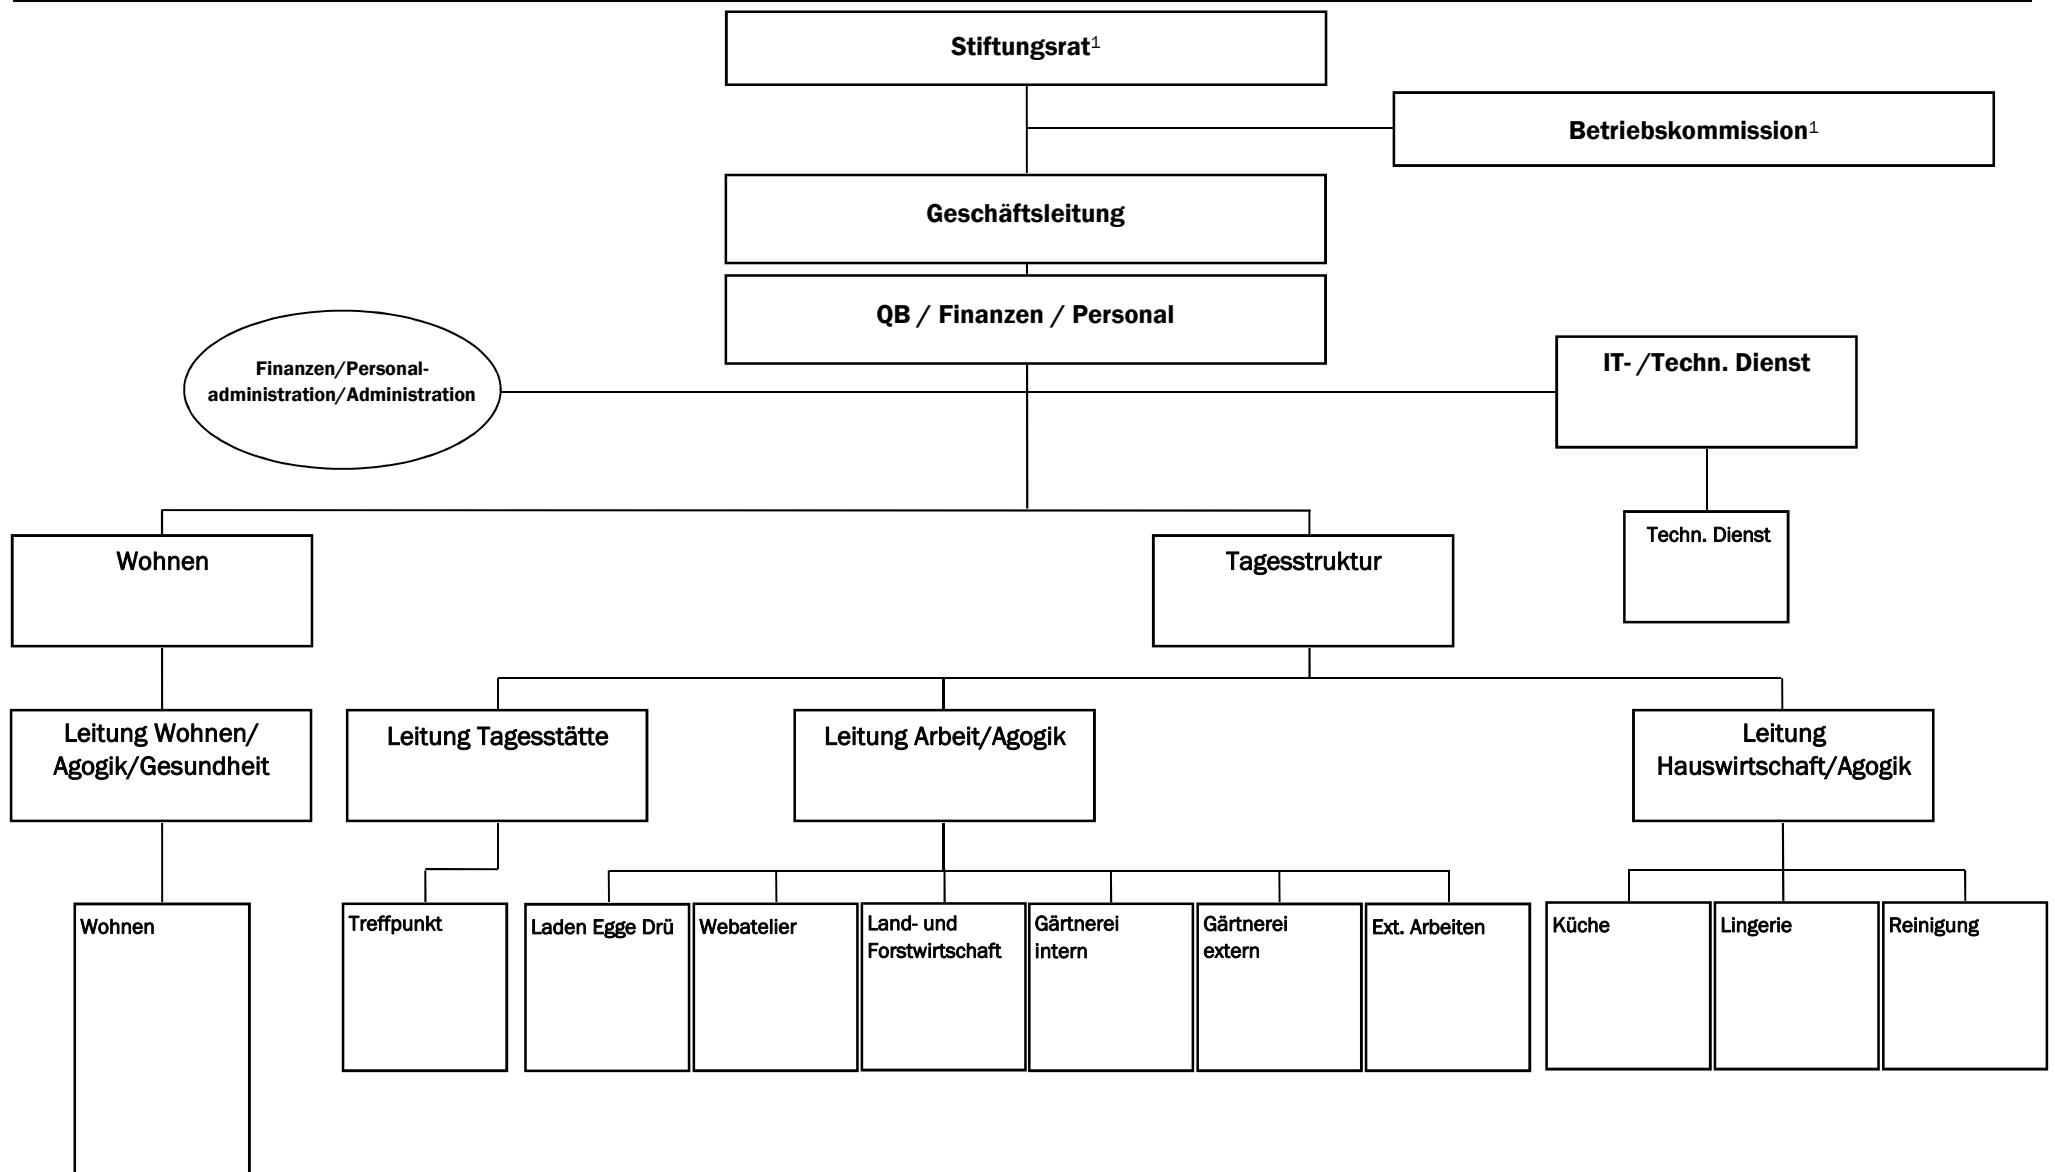 Stiftungsrat¹
Betriebskommission¹
Geschäftsleitung
QB / Finanzen / Personal
Finanzen/Personal-
administration/Administration
IT- /Techn. Dienst
Techn. Dienst
Wohnen
Tagesstruktur
Leitung Wohnen/
Agogik/Gesundheit
Leitung Tagesstätte
Leitung Arbeit/Agogik
Leitung
Hauswirtschaft/Agogik
Wohnen
Treffpunkt
Laden Egge Drü
Webatelier
Land- und
Forstwirtschaft
Gärtnerei
intern
Gärtnerei
extern
Ext. Arbeiten
Küche
Lingerie
Reinigung